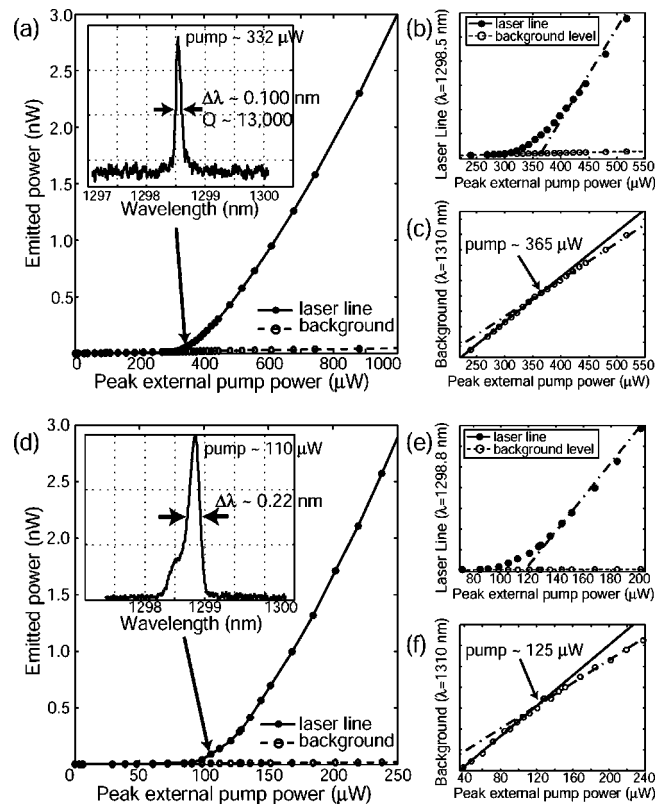 (a)
3.0
2.5
2.0
1.5
1.0
0.5
Emitted power (nW)
pump ~ 332 μW
Δλ ~ 0.100 nm
Q ~ 13,000
1297 1298 1299 1300
Wavelength (nm)
laser line
background
0 200 400 600 800 1000
Peak external pump power (μW)
(b)
laser line
background level
Laser Line (λ=1298.5 nm)
250 300 350 400 450 500 550
Peak external pump power (μW)
(c)
pump ~ 365 μW
Background (λ=1310 nm)
250 300 350 400 450 500 550
Peak external pump power (μW)
(d)
3.0
2.5
2.0
1.5
1.0
0.5
Emitted power (nW)
pump ~ 110 μW
Δλ ~ 0.22 nm
1298 1299 1300
Wavelength (nm)
laser line
background
0 50 100 150 200 250
Peak external pump power (μW)
(e)
laser line
background level
Laser Line (λ=1298.8 nm)
80 100 120 140 160 180 200
Peak external pump power (μW)
(f)
pump ~ 125 μW
Background (λ=1310 nm)
40 80 120 160 200 240
Peak external pump power (μW)